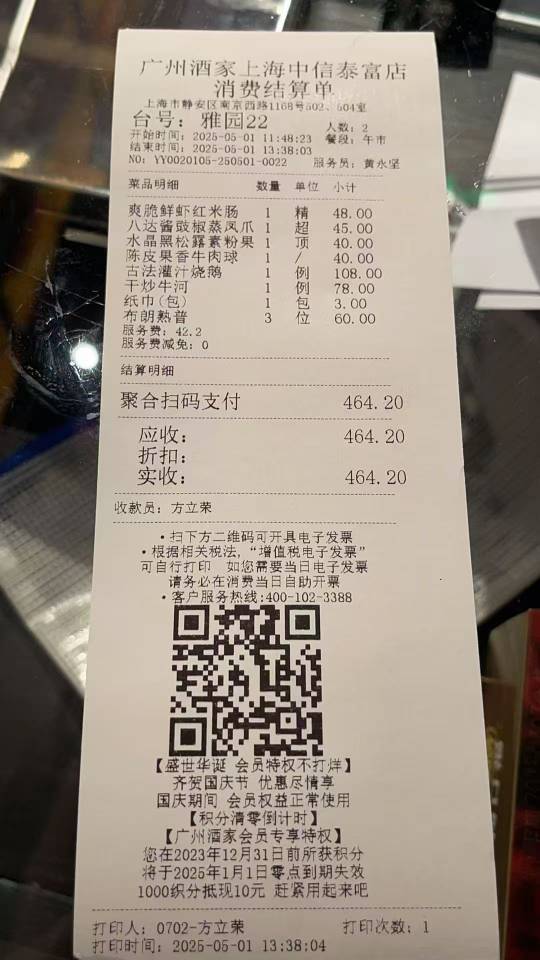 广州酒家上海中信泰富店
消费结算单
上海市静安区南京西路1168号502、504室
台号：雅园22 人数：2
开始时间：2025-05-01 11:48:23 餐段：午市
结束时间：2025-05-01 13:38:03
NO：YY0020105-250501-0022 服务员：黄永坚
菜品明细 数量 单位 小计
爽脆鲜虾红米肠 1 精 48.00
八达酱豉椒蒸凤爪 1 超 45.00
水晶黑松露素粉果 1 顶 40.00
陈皮果香牛肉球 1 / 40.00
古法灌汁烧鹅 1 例 108.00
干炒牛河 1 例 78.00
纸巾(包) 1 包 3.00
布朗熟普 3 位 60.00
服务费：42.2
服务费减免：0
结算明细
聚合扫码支付 464.20
应收： 464.20
折扣：
实收： 464.20
收款员：方立荣
•扫下方二维码可开具电子发票
•根据相关税法，“增值税电子发票”
可自行打印 如您需要当日电子发票
请务必在消费当日自助开票
•客户服务热线:400-102-3388
【盛世华诞 会员特权不打烊】
齐贺国庆节 优惠尽情享
国庆期间 会员权益正常使用
【积分清零倒计时】
【广州酒家会员专享特权】
您在2023年12月31日前所获积分
将于2025年1月1日零点到期失效
1000积分抵现10元 赶紧用起来吧
打印人：0702-方立荣 打印次数：1
打印时间：2025-05-01 13:38:04